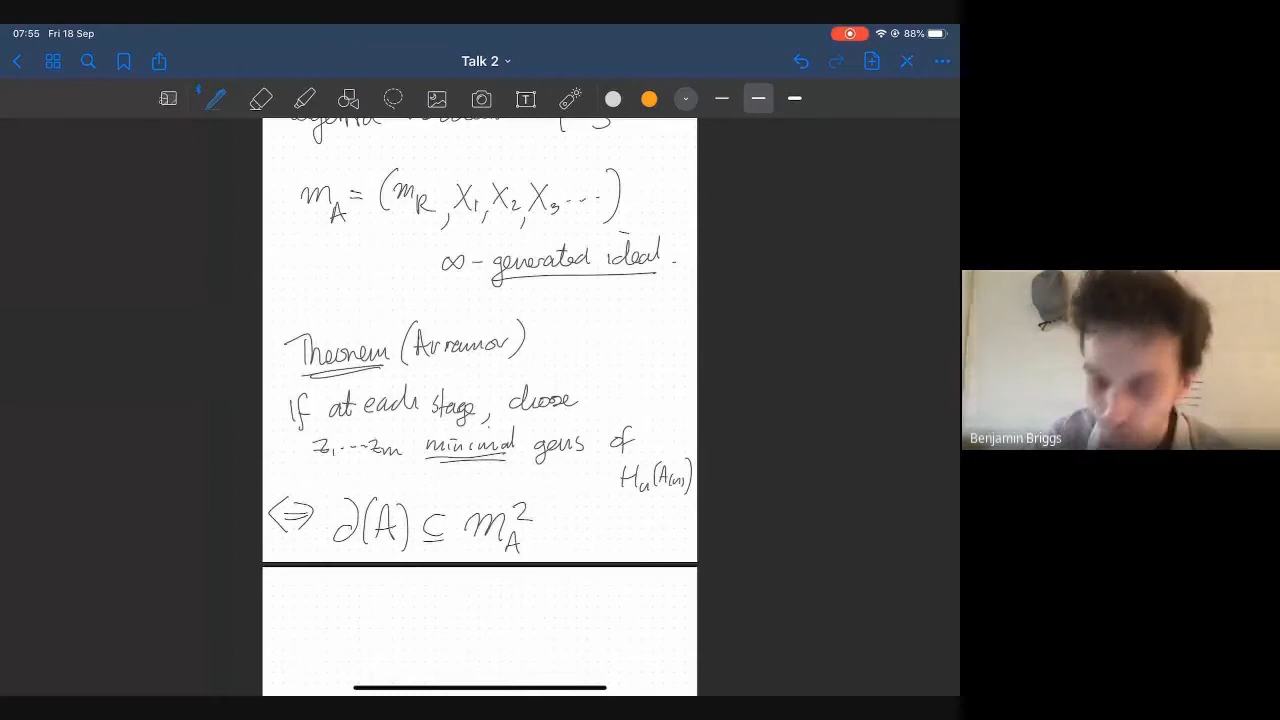 07:55 Fri 18 Sep
88%
Talk 2
m_A = (m_R, X_1, X_2, X_3 ...)
∞ - generated ideal.
Theorem (Avramov)
If at each stage, choose
z_1 ... z_m minimal gens of
H_n(A(n))
⟺ ∂(A) ⊆ m_A^2
Benjamin Briggs